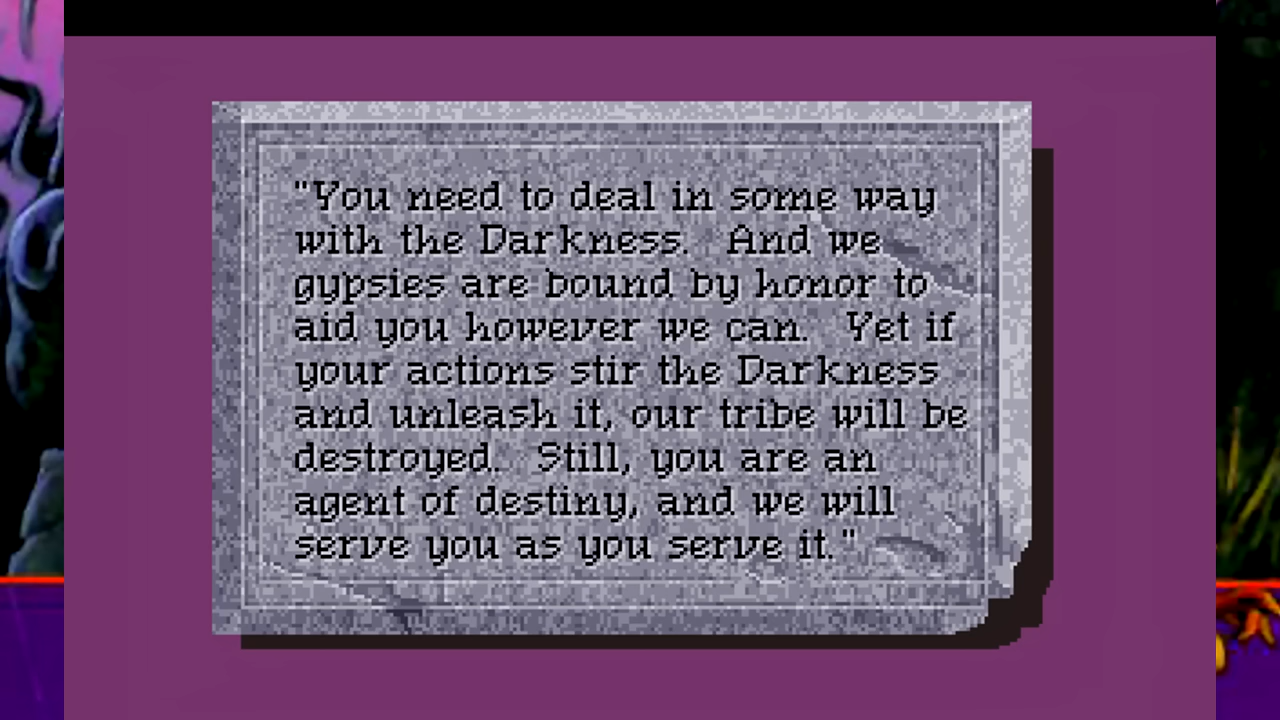 "You need to deal in some way
with the Darkness.  And we
gypsies are bound by honor to
aid you however we can.  Yet if
your actions stir the Darkness
and unleash it, our tribe will be
destroyed.  Still, you are an
agent of destiny, and we will
serve you as you serve it."